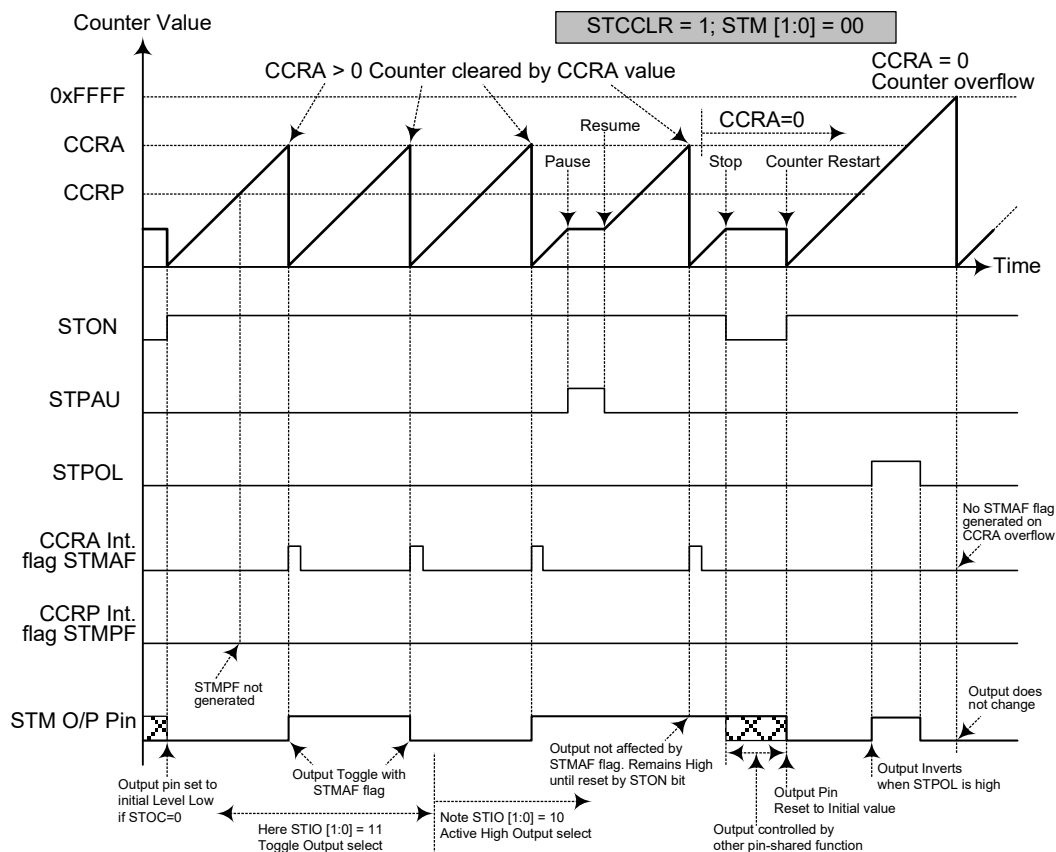 Counter Value
STCCLR = 1; STM [1:0] = 00
CCRA > 0 Counter cleared by CCRA value
CCRA = 0
Counter overflow
0xFFFF
CCRA
CCRP
Resume
CCRA=0
Pause
Stop
Counter Restart
Time
STON
STPAU
STPOL
No STMAF flag
generated on
CCRA overflow
CCRA Int.
flag STMAF
CCRP Int.
flag STMPF
STMPF not
generated
STM O/P Pin
Output does
not change
Output pin set to
initial Level Low
if STOC=0
Output Toggle with
STMAF flag
Output not affected by
STMAF flag. Remains High
until reset by STON bit
Output Inverts
when STPOL is high
Output Pin
Reset to Initial value
Here STIO [1:0] = 11
Toggle Output select
Note STIO [1:0] = 10
Active High Output select
Output controlled by
other pin-shared function